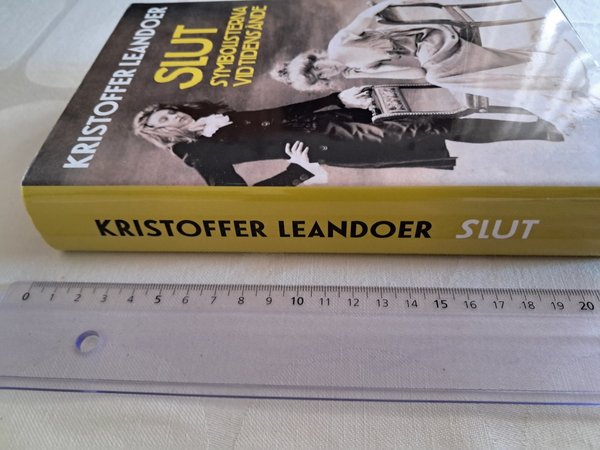 KRISTOFFER LEANDOER
SLUT
SYMBOLISTERNA
VID TIDENS ÄNDE
KRISTOFFER LEANDOER SLUT
0 1 2 3 4 5 6 7 8 9 10 11 12 13 14 15 16 17 18 19 20